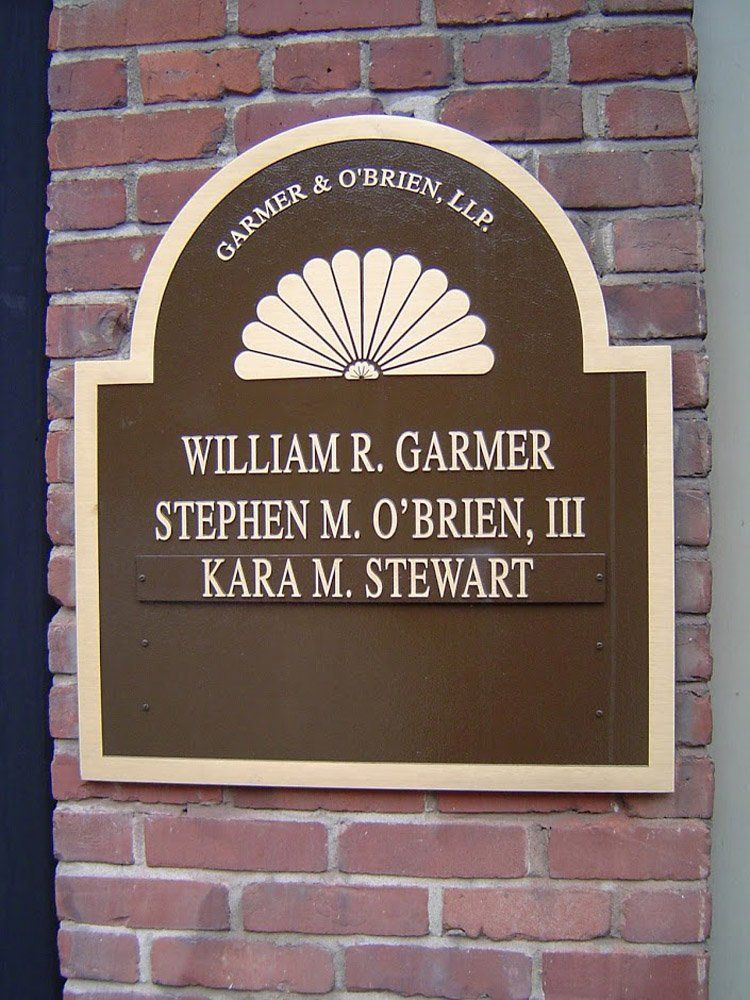 GARMER & O'BRIEN, LLP.
WILLIAM R. GARMER
STEPHEN M. O'BRIEN, III
KARA M. STEWART